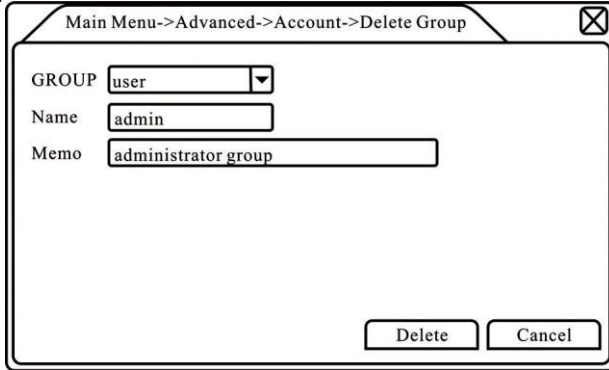 Main Menu->Advanced->Account->Delete Group
GROUP user
Name admin
Memo administrator group
Delete Cancel